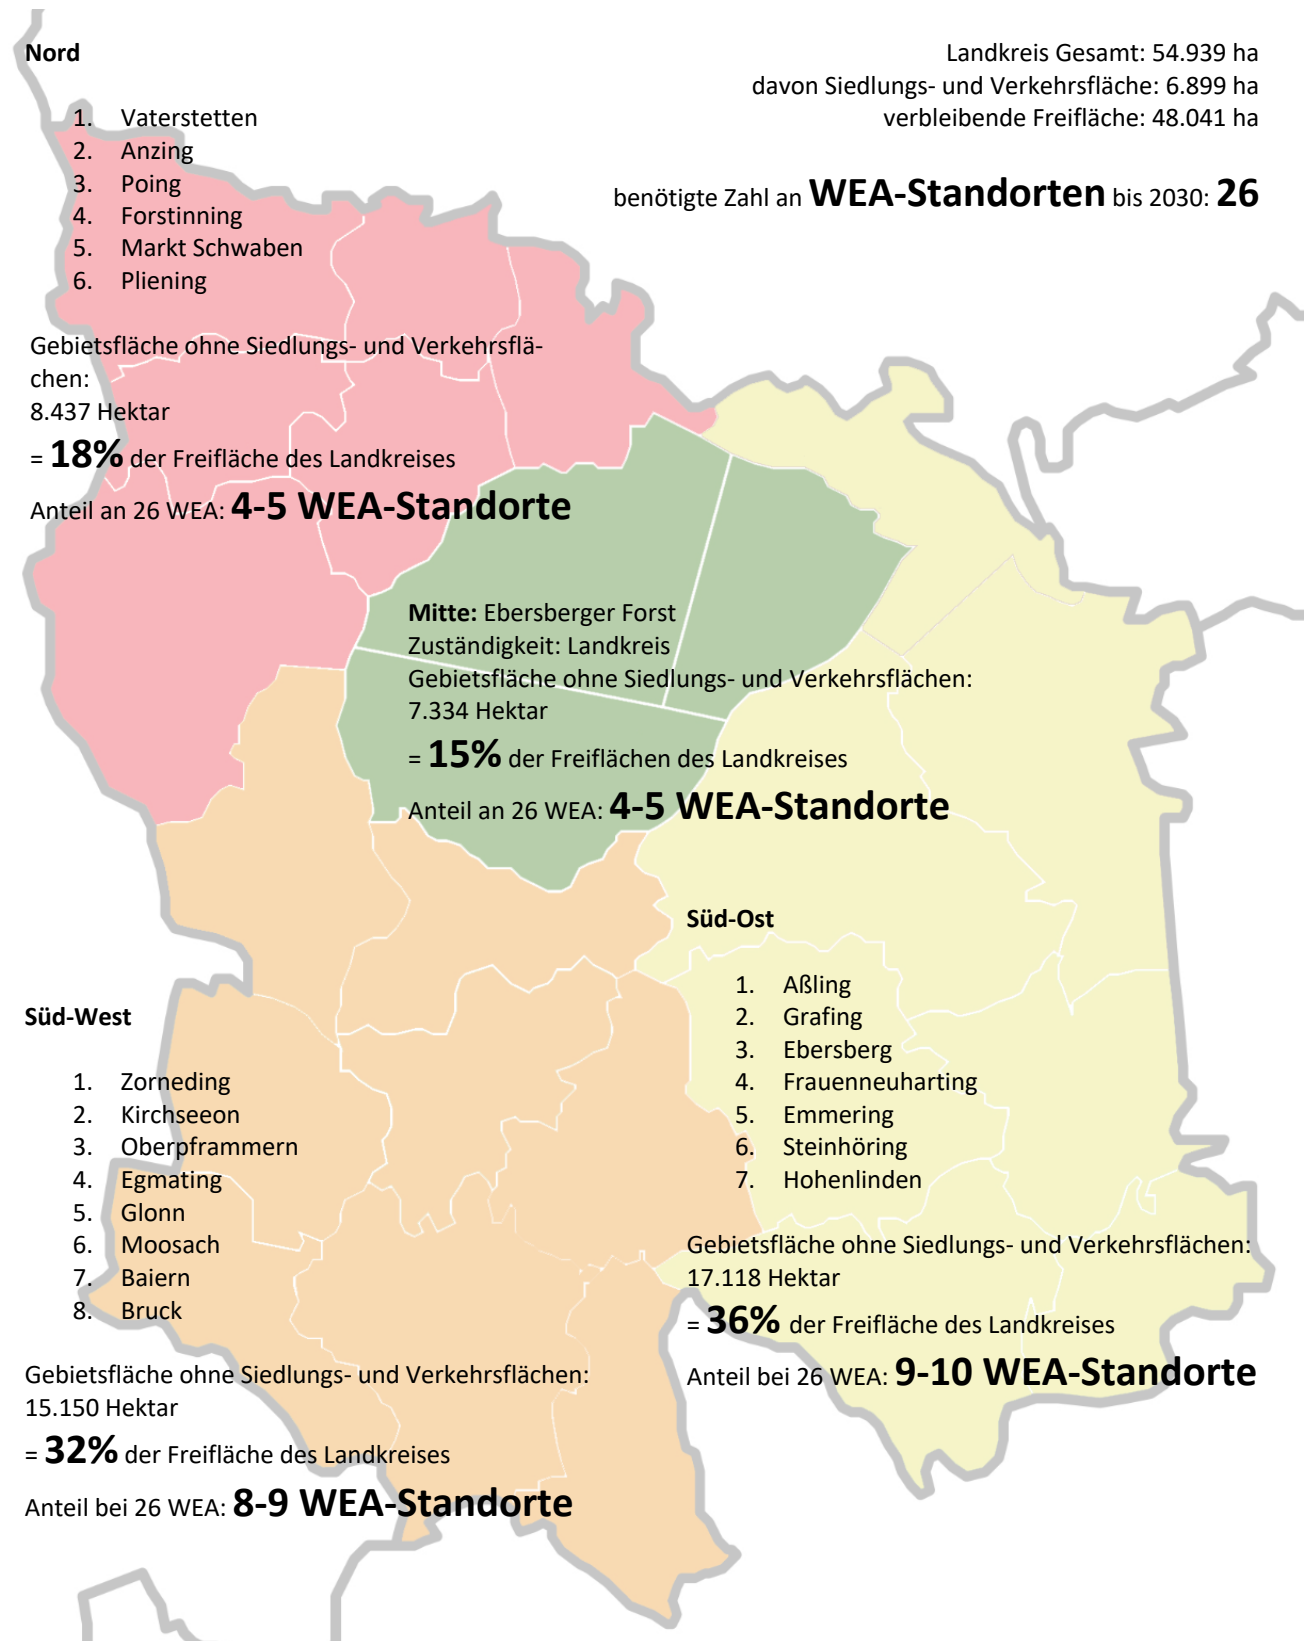 Nord
1. Vaterstetten
2. Anzing
3. Poing
4. Forstinning
5. Markt Schwaben
6. Pliening
Gebietsfläche ohne Siedlungs- und Verkehrsflä-
chen:
8.437 Hektar
= 18% der Freifläche des Landkreises
Anteil an 26 WEA: 4-5 WEA-Standorte
Landkreis Gesamt: 54.939 ha
davon Siedlungs- und Verkehrsfläche: 6.899 ha
verbleibende Freifläche: 48.041 ha
benötigte Zahl an WEA-Standorten bis 2030: 26
Mitte: Ebersberger Forst
Zuständigkeit: Landkreis
Gebietsfläche ohne Siedlungs- und Verkehrsflächen:
7.334 Hektar
= 15% der Freiflächen des Landkreises
Anteil an 26 WEA: 4-5 WEA-Standorte
Süd-Ost
1. Aßling
2. Grafing
3. Ebersberg
4. Frauenneuharting
5. Emmering
6. Steinhöring
7. Hohenlinden
Gebietsfläche ohne Siedlungs- und Verkehrsflächen:
17.118 Hektar
= 36% der Freifläche des Landkreises
Anteil bei 26 WEA: 9-10 WEA-Standorte
Süd-West
1. Zorneding
2. Kirchseeon
3. Oberpframmern
4. Egmating
5. Glonn
6. Moosach
7. Baiern
8. Bruck
Gebietsfläche ohne Siedlungs- und Verkehrsflächen:
15.150 Hektar
= 32% der Freifläche des Landkreises
Anteil bei 26 WEA: 8-9 WEA-Standorte